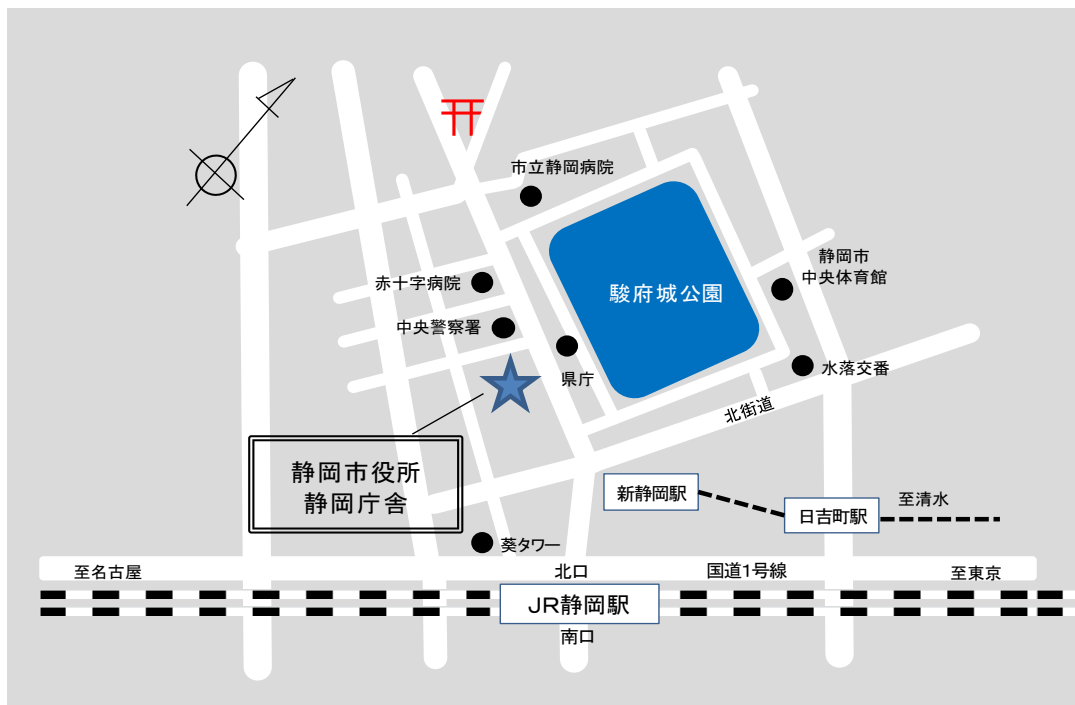 市立静岡病院
静岡市
中央体育館
赤十字病院
駿府城公園
中央警察署
県庁
水落交番
北街道
静岡市役所
静岡庁舎
新静岡駅
日吉町駅
至清水
葵タワー
至名古屋
北口
国道1号線
至東京
JR静岡駅
南口